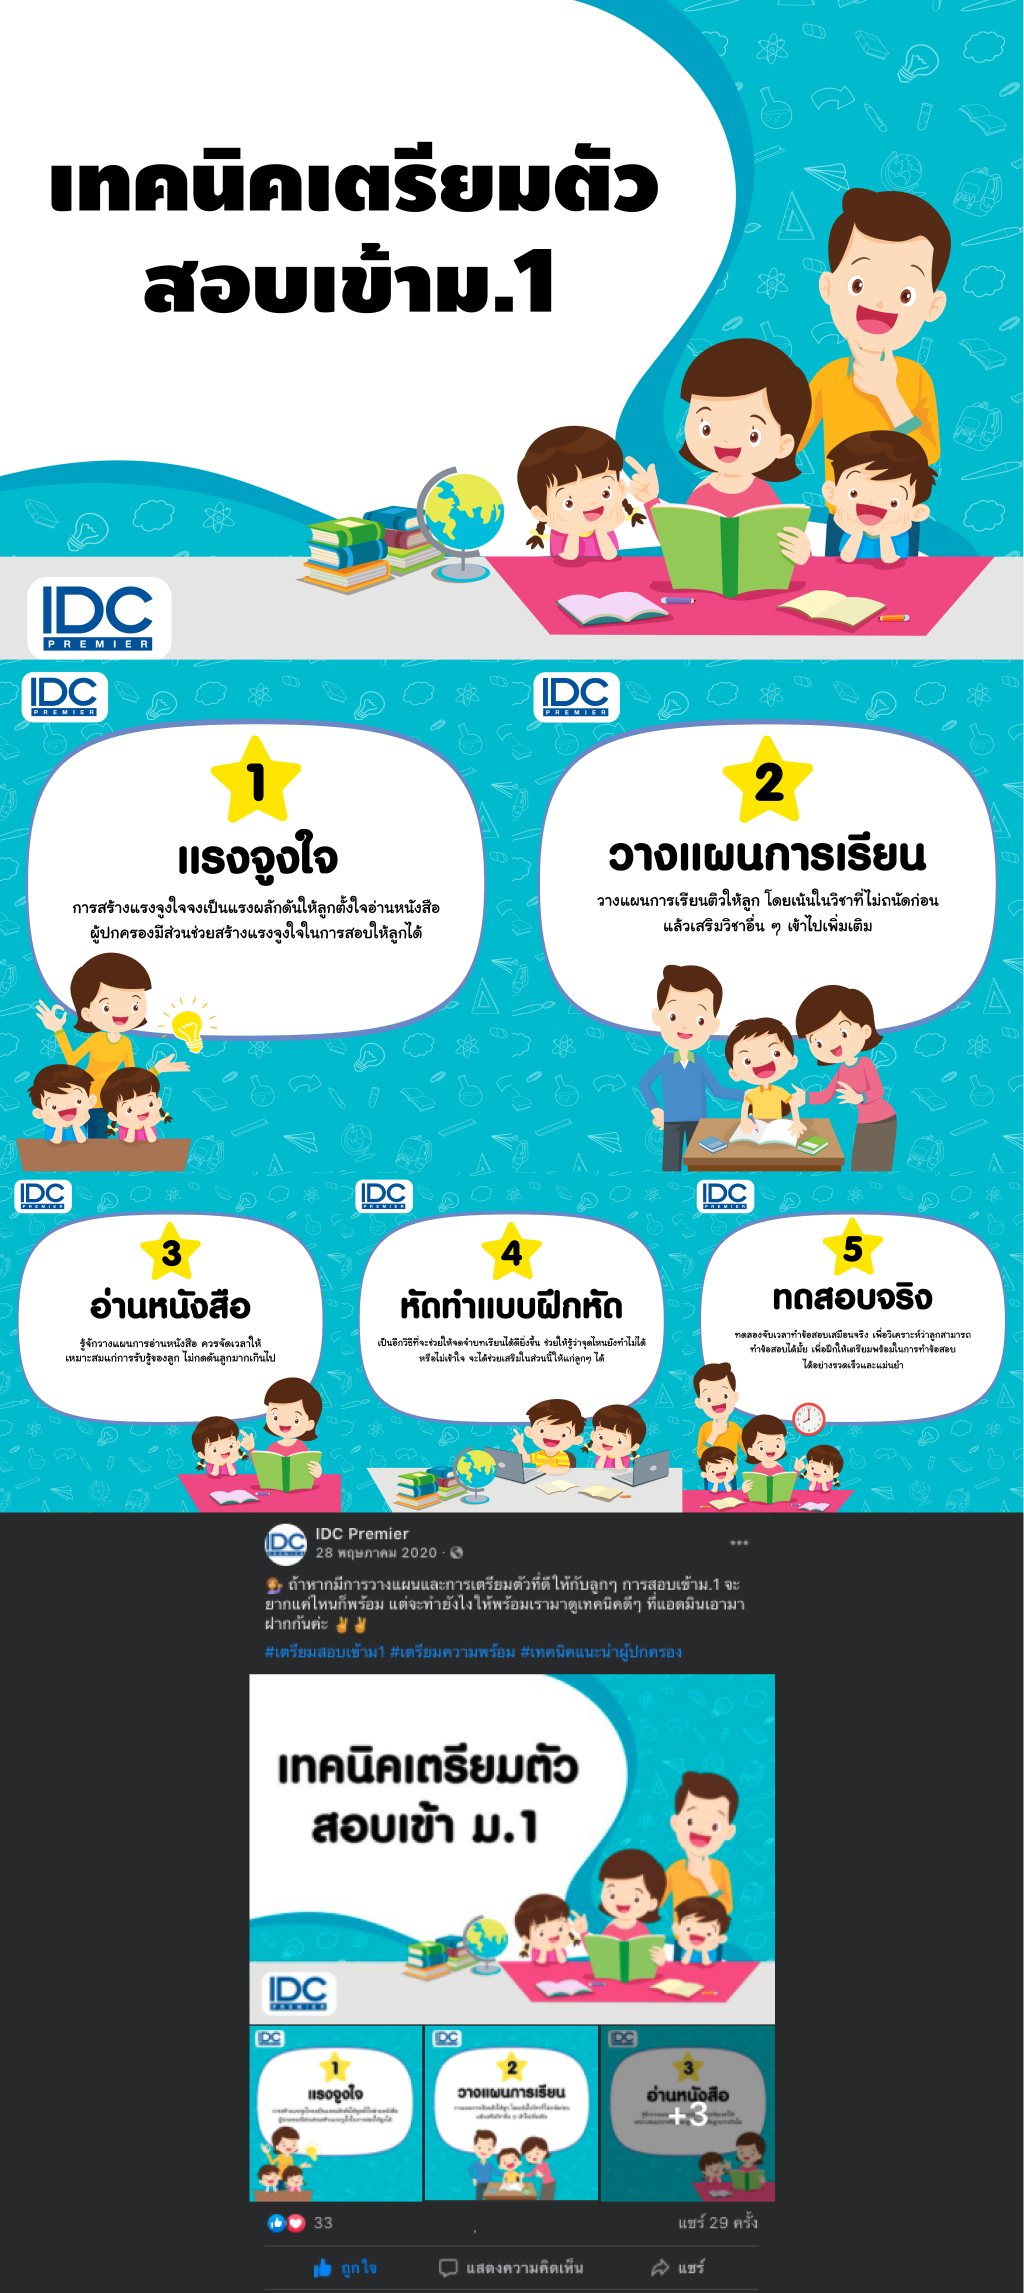 เทคนิคเตรียมตัว
สอบเข้าม.1
IDC
PREMIER
IDC
PREMIER
1
แรงจูงใจ
การสร้างแรงจูงใจจงเป็นแรงผลักดันให้ลูกตั้งใจอ่านหนังสือ
ผู้ปกครองมีส่วนช่วยสร้างแรงจูงใจในการสอบให้ลูกได้
IDC
PREMIER
2
วางแผนการเรียน
วางแผนการเรียนติวให้ลูก โดยเน้นในวิชาที่ไม่ถนัดก่อน
แล้วเสริมวิชาอื่น ๆ เข้าไปเพิ่มเติม
IDC
PREMIER
3
อ่านหนังสือ
รู้จักวางแผนการอ่านหนังสือ ควรจัดเวลาให้
เหมาะสมแก่การรับรู้ของลูก ไม่กดดันลูกมากเกินไป
IDC
PREMIER
4
หัดทำแบบฝึกหัด
เป็นอีกวิธีที่จะช่วยให้จดจำบทเรียนได้ดียิ่งขึ้น ช่วยให้รู้ว่าจุดไหนยังทำไม่ได้
หรือไม่เข้าใจ จะได้ช่วยเสริมในส่วนนี้ให้แก่ลูกๆ ได้
IDC
PREMIER
5
ทดสอบจริง
ทดลองจับเวลาทำข้อสอบเสมือนจริง เพื่อวิเคราะห์ว่าลูกสามารถ
ทำข้อสอบได้มั้ย เพื่อฝึกให้เตรียมพร้อมในการทำข้อสอบ
ได้อย่างรวดเร็วและแม่นยำ
IDC Premier
28 พฤษภาคม 2020 ·
ถ้าหากมีการวางแผนและการเตรียมตัวที่ดีให้กับลูกๆ การสอบเข้าม.1 จะ
ยากแค่ไหนก็พร้อม แต่จะทำยังไงให้พร้อมเรามาดูเทคนิคดีๆ ที่แอดมินเอามา
ฝากกันค่ะ ✌✌
#เตรียมสอบเข้าม1 #เตรียมความพร้อม #เทคนิคแนะนำผู้ปกครอง
เทคนิคเตรียมตัว
สอบเข้า ม.1
IDC
PREMIER
IDC
1
แรงจูงใจ
IDC
2
วางแผนการเรียน
IDC
3
อ่านหนังสือ
+3
33
แชร์ 29 ครั้ง
ถูกใจ
แสดงความคิดเห็น
แชร์